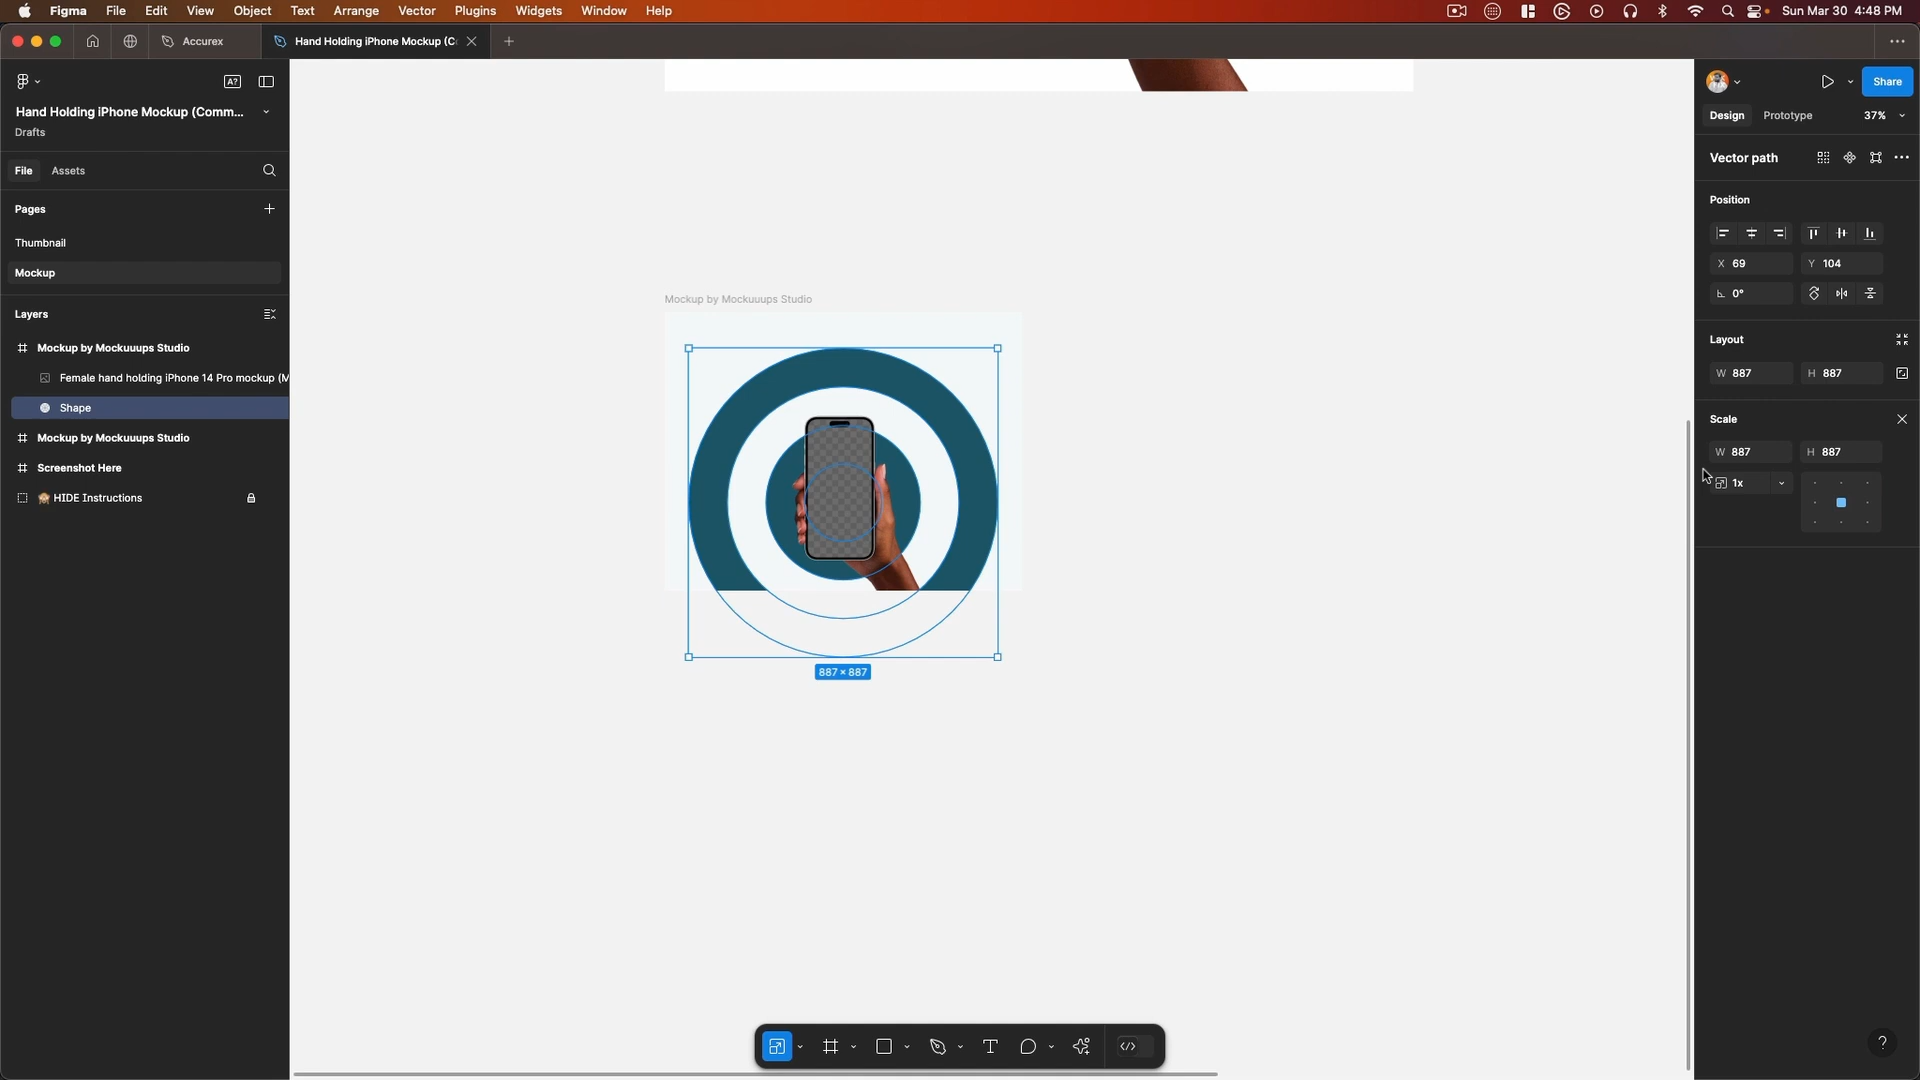 Figma File Edit View Object Text Arrange Vector Plugins Widgets Window Help Sun Mar 30 4:48 PM
Accurex Hand Holding iPhone Mockup (C
Hand Holding iPhone Mockup (Comm...
Drafts
File Assets
Pages
Thumbnail
Mockup
Layers
Mockup by Mockuuups Studio
Female hand holding iPhone 14 Pro mockup (M
Shape
Mockup by Mockuuups Studio
Screenshot Here
🙈 HIDE Instructions
Mockup by Mockuuups Studio
887 × 887
Share
Design Prototype 37%
Vector path
Position
X 69 Y 104
0°
Layout
W 887 H 887
Scale
W 887 H 887
1x
?